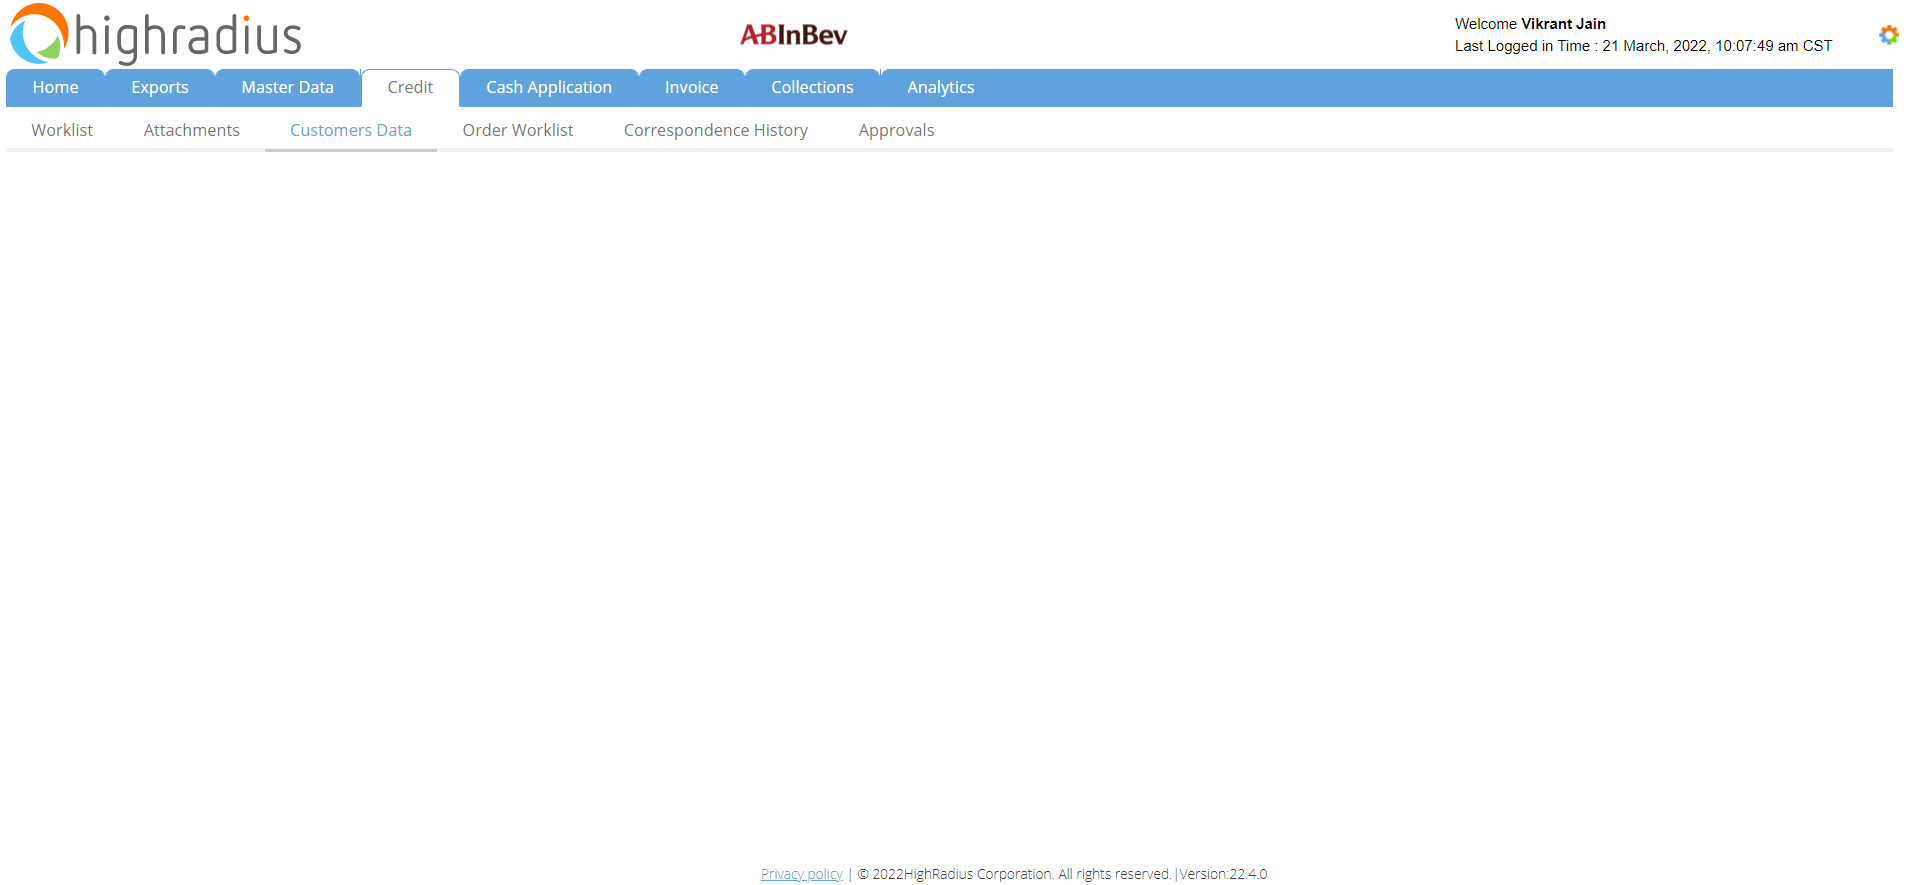 highradius
ABInBev
Welcome Vikrant Jain
Last Logged in Time : 21 March, 2022, 10:07:49 am CST
Home Exports Master Data Credit Cash Application Invoice Collections Analytics
Worklist Attachments Customers Data Order Worklist Correspondence History Approvals
Privacy policy | © 2022HighRadius Corporation. All rights reserved.|Version:22.4.0